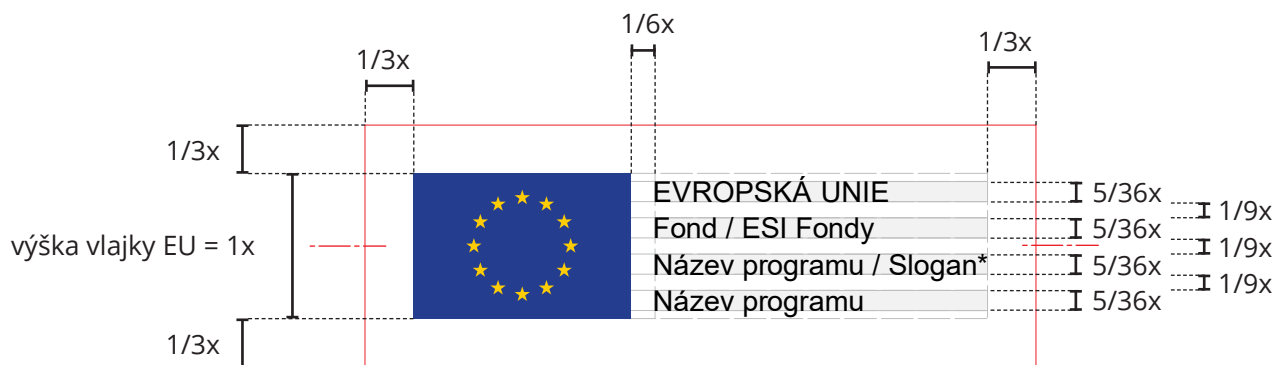 1/6x
1/3x
1/3x
1/3x
EVROPSKÁ UNIE
5/36x
1/9x
Fond / ESI Fondy
5/36x
výška vlajky EU = 1x
1/9x
Název programu / Slogan*
5/36x
1/9x
Název programu
5/36x
1/3x